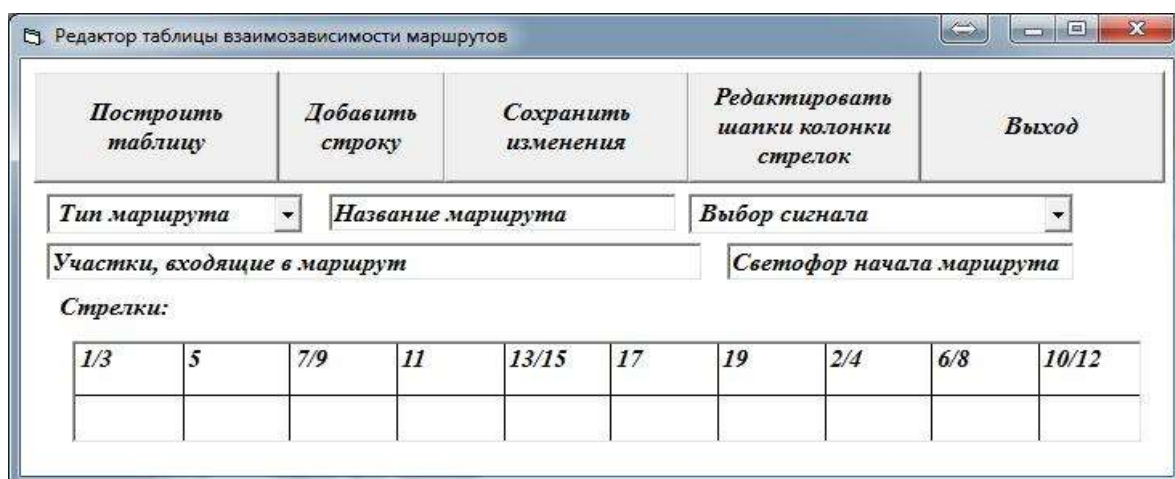 Редактор таблицы взаимозависимости маршрутов
Построить таблицу
Добавить строку
Сохранить изменения
Редактировать шапки колонки стрелок
Выход
Тип маршрута
Название маршрута
Выбор сигнала
Участки, входящие в маршрут
Светофор начала маршрута
Стрелки:
1/3 5 7/9 11 13/15 17 19 2/4 6/8 10/12